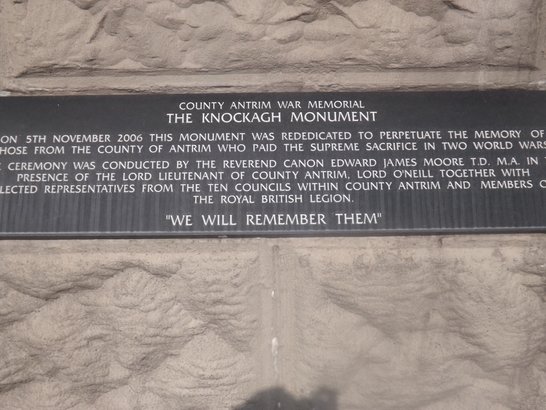 COUNTY ANTRIM WAR MEMORIAL
THE KNOCKAGH MONUMENT
ON 5TH NOVEMBER 2006 THIS MONUMENT WAS REDEDICATED TO PERPETUATE THE MEMORY OF
HOSE FROM THE COUNTY OF ANTRIM WHO PAID THE SUPREME SACRIFICE IN TWO WORLD WARS
CEREMONY WAS CONDUCTED BY THE REVEREND CANON EDWARD JAMES MOORE T.D. M.A. IN
PRESENCE OF THE LORD LIEUTENANT OF COUNTY ANTRIM, LORD O'NEILL TOGETHER WITH
LECTED REPRESENTATIVES FROM THE TEN COUNCILS WITHIN COUNTY ANTRIM AND MEMBERS O
THE ROYAL BRITISH LEGION.
"WE WILL REMEMBER THEM"